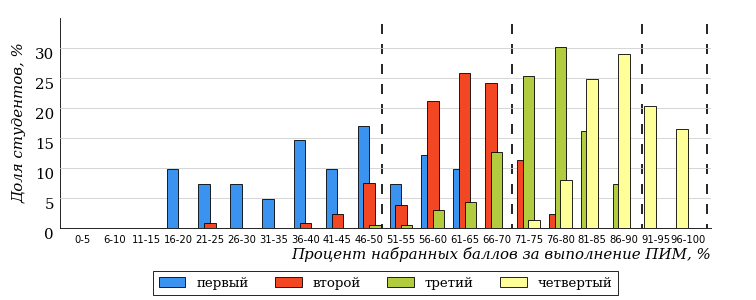 Доля студентов, %
30
25
20
15
10
5
0
0-5 6-10 11-15 16-20 21-25 26-30 31-35 36-40 41-45 46-50 51-55 56-60 61-65 66-70 71-75 76-80 81-85 86-90 91-95 96-100
Процент набранных баллов за выполнение ПИМ, %
первый второй третий четвертый